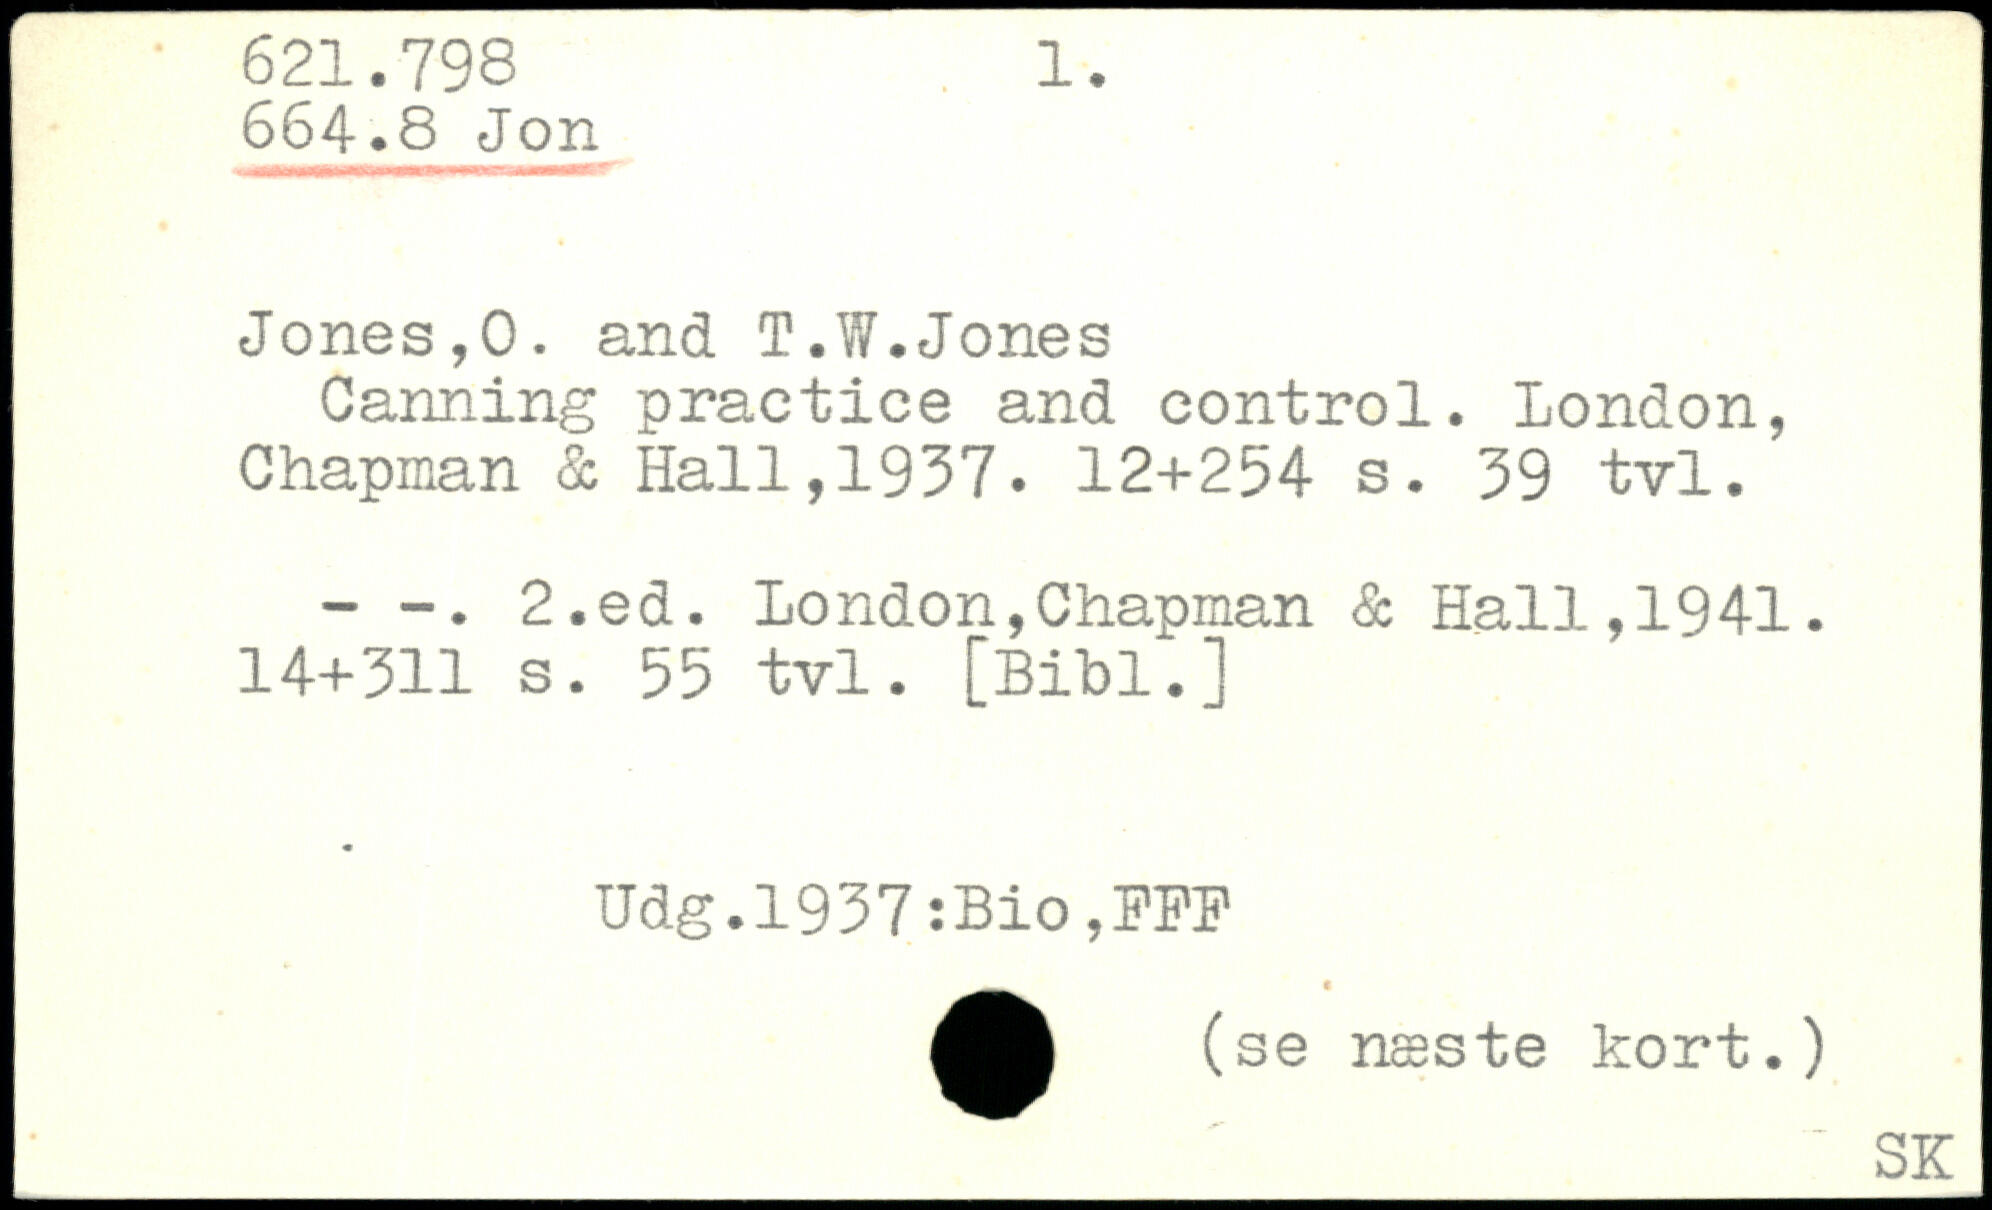 621.798 1.
664.8 Jon
Jones,O. and T.W.Jones
Canning practice and control. London,
Chapman & Hall,1937. 12+254 s. 39 tvl.
- -. 2.ed. London,Chapman & Hall,1941.
14+311 s. 55 tvl. [Bibl.]
Udg.1937:Bio,FFF
(se næste kort.)
SK